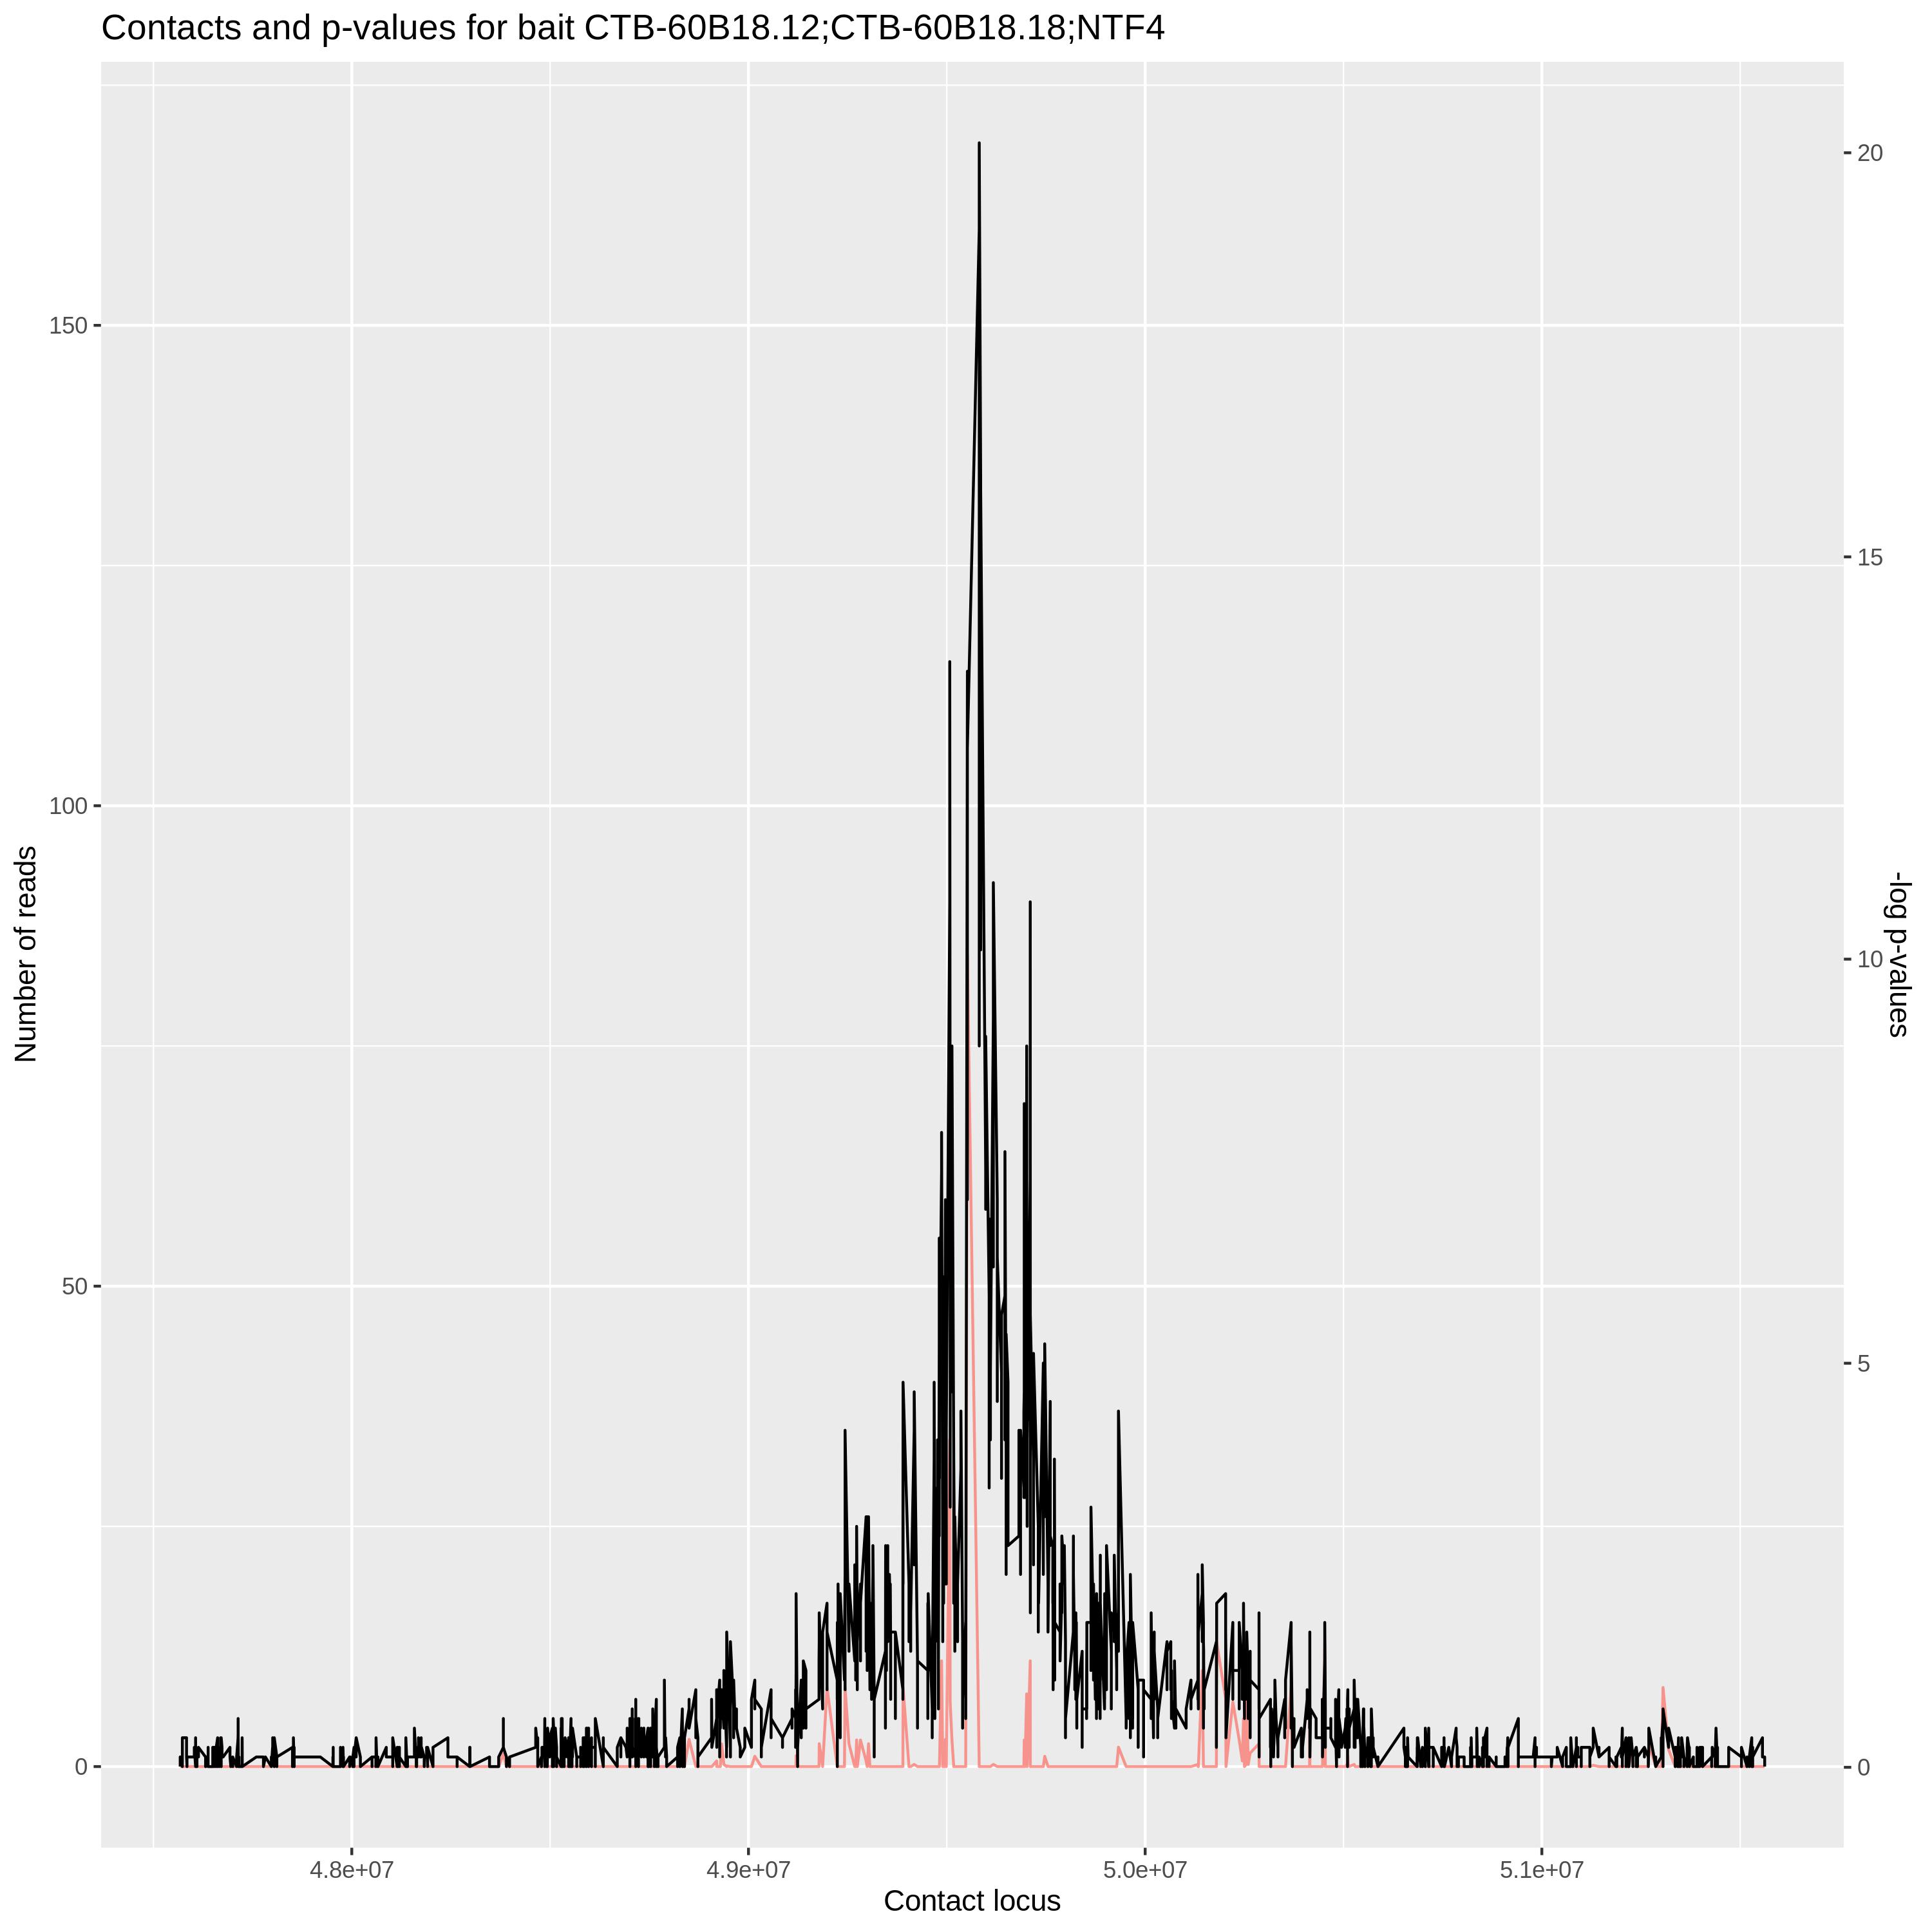 Contacts and p-values for bait CTB-60B18.12;CTB-60B18.18;NTF4
Number of reads
150
100
50
0
20
15
10
5
0
-log p-values
4.8e+07
4.9e+07
5.0e+07
5.1e+07
Contact locus